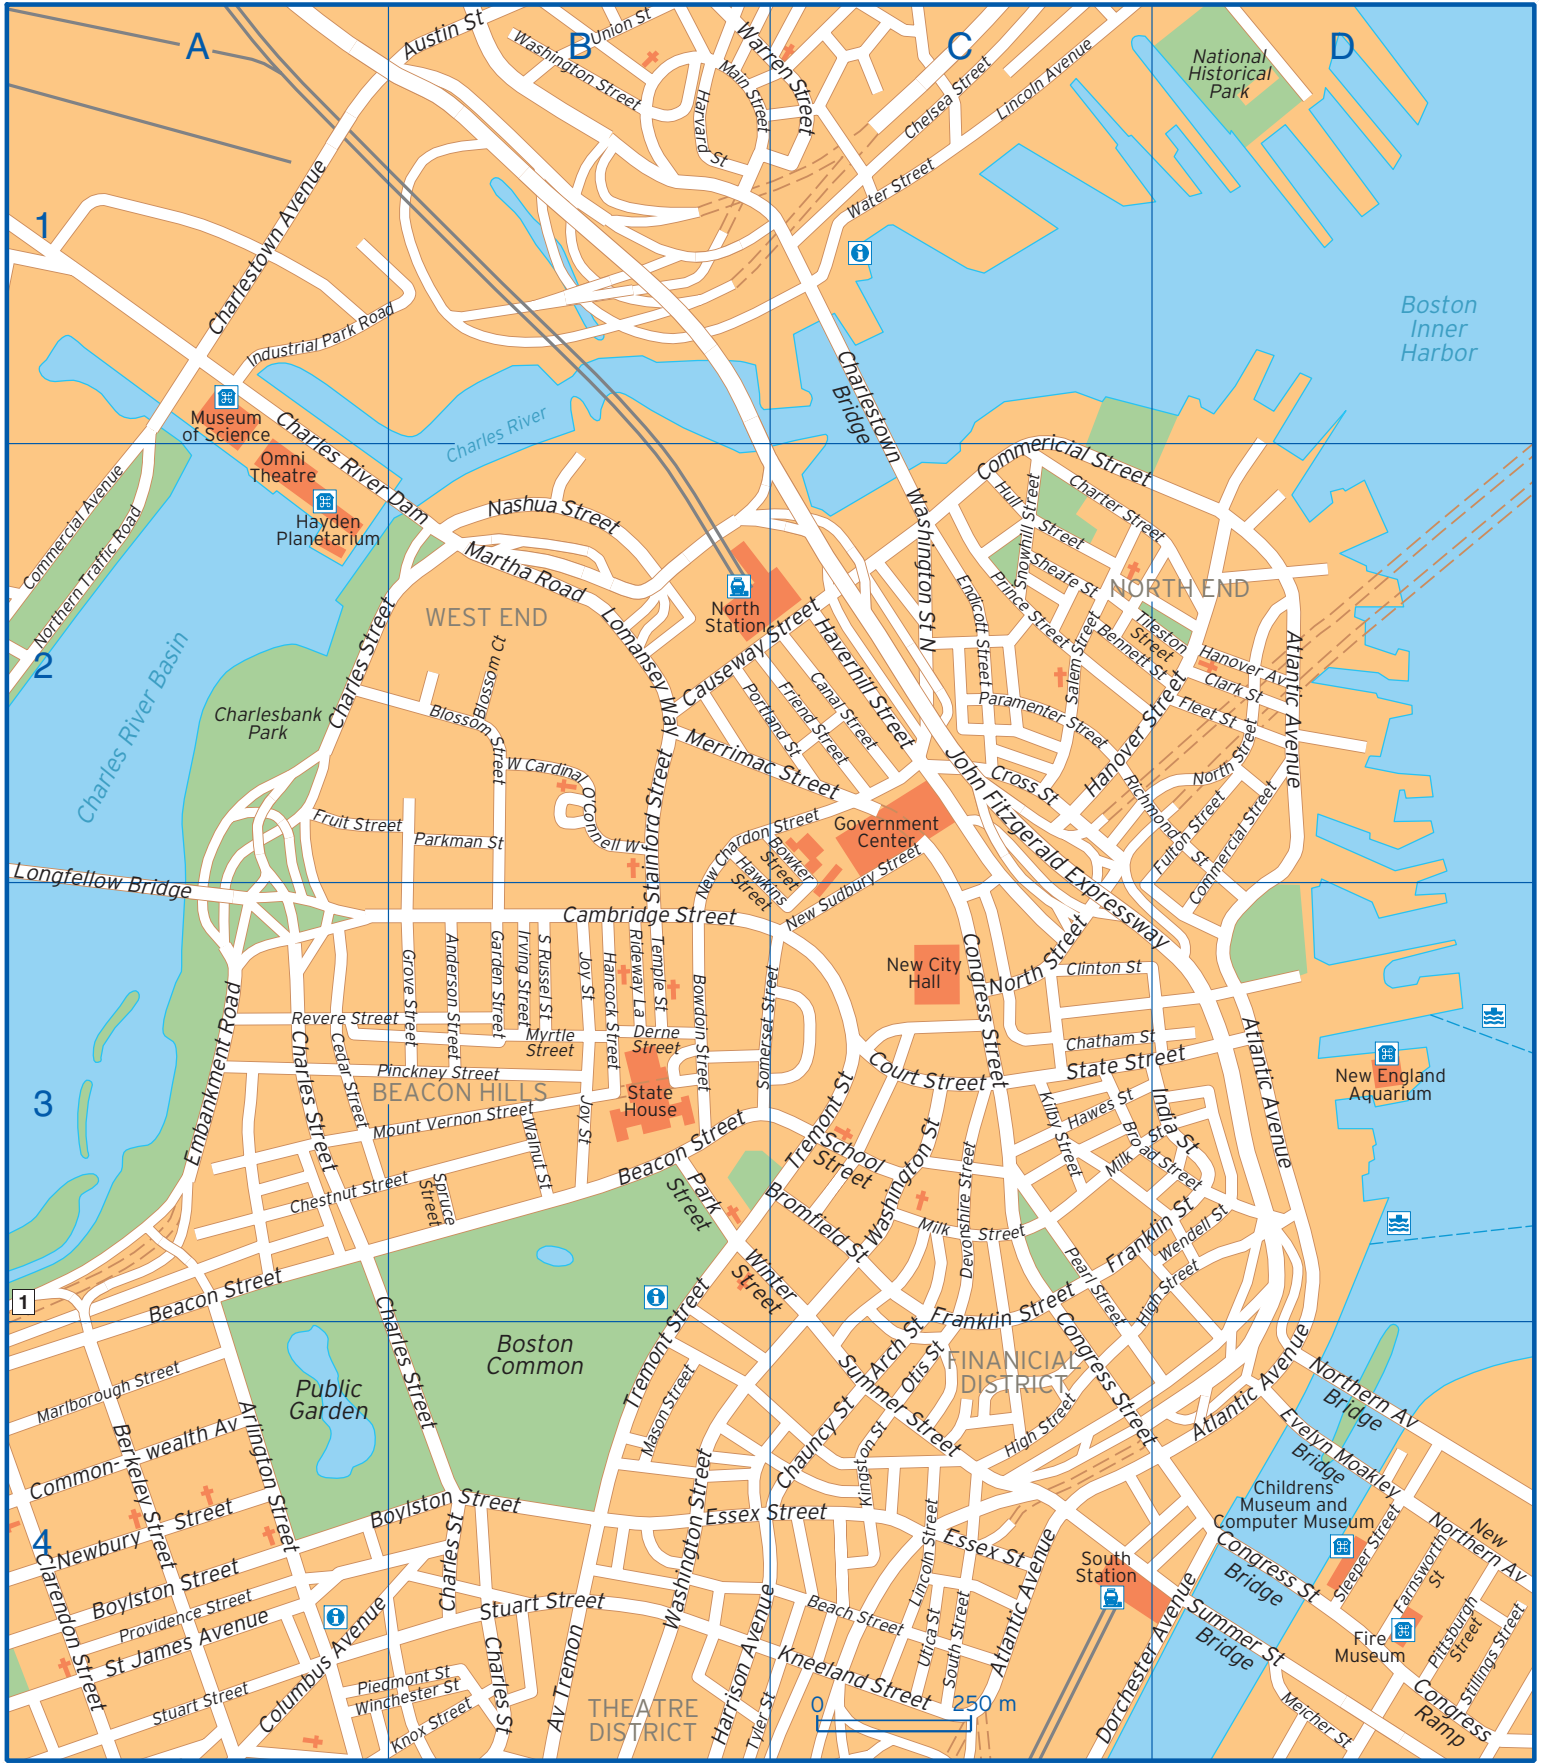 A
B
C
D
1
2
3
4
Austin St
Union St
Washington Street
Warren Street
Main Street
Harvard St
Chelsea Street
Lincoln Avenue
Water Street
National
Historical
Park
Charlestown Avenue
Industrial Park Road
Boston
Inner
Harbor
Museum
of Science
Charles River Dam
Charles River
Charlestown
Bridge
Omni
Theatre
Hayden
Planetarium
Commercial Avenue
Northern Traffic Road
Nashua Street
Martha Road
WEST END
North
Station
Causeway Street
Lomansey Way
Haverhill Street
Washington St N
Commericial Street
Hull Street
Snowhill Street
Charter Street
Sheare St
Prince Street
Endicott Street
NORTH END
Tileston
Street
Bennett St
Salem Street
Hanover Av
Clark St
Fleet St
Hanover Street
Atlantic Avenue
Paramenter Street
Cross St
North Street
Richmond St
Fulton Street
Commercial Street
Charles River Basin
Charlesbank
Park
Charles Street
Blossom Ct
Blossom Street
W Cardinal
O'Connell W
Stainford Street
Merrimac Street
Portland St
Friend Street
Canal Street
John Fitzgerald Expressway
Government
Center
New Chardon Street
Bowker
Street
Hawkins
Street
New Sudbury Street
Fruit Street
Parkman St
Longfellow Bridge
Cambridge Street
Grove Street
Anderson Street
Garden Street
Irving Street
S Russel St
Joy St
Hancock Street
Rideway La
Temple St
Bowdoin Street
Somerset Street
New City
Hall
Congress Street
North Street
Clinton St
Chatham St
State Street
Court Street
Revere Street
Myrtle
Street
Derne
Street
Pinckney Street
BEACON HILLS
State
House
Mount Vernon Street
Walnut St
Joy St
Cedar Street
Charles Street
Embankment Road
Chestnut Street
Spruce
Street
Beacon Street
Park
Street
Tremont St
School
Street
Bromfield St
Washington St
Devonshire Street
Milk Street
Kilby Street
Hawes St
Broad Street
Milk St
India St
Atlantic Avenue
New England
Aquarium
Franklin St
Wendell St
High Street
Pearl Street
Franklin Street
Winter
Street
1
Beacon Street
Boston
Common
Public
Garden
Charles Street
Tremont Street
Mason Street
Arch St
Otis St
FINANICIAL
DISTRICT
Summer Street
Chauncy St
Kingston St
High Street
Congress Street
Atlantic Avenue
Northern Av
Bridge
Evelyn Moakley
Bridge
Marlborough Street
Common-wealth Av
Berkeley Street
Arlington Street
Newbury Street
Clarendon Street
Boylston Street
Boylston Street
Providence Street
St James Avenue
Stuart Street
Columbus Avenue
Charles St
Stuart Street
Piedmont St
Winchester St
Knox Street
Charles St
Av Tremon
THEATRE
DISTRICT
Washington Street
Harrison Avenue
Tyler St
Essex Street
Essex St
Beach Street
Kneeland Street
Lincoln Street
Utica St
South Street
Atlantic Avenue
South
Station
Dorchester Avenue
Childrens
Museum and
Computer Museum
Sleeper Street
Congress St
Bridge
Summer St
Bridge
Farnsworth
St
New
Northern Av
Fire
Museum
Pittsburgh
Street
Stillings Street
Congress
Ramp
Melcher St
0
250 m